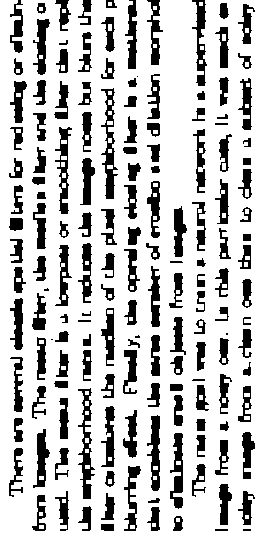 There are several classic spatial filters for reducing or eliminating
from images. The mean filter, the median filter and the closing o
used. The mean filter is a lowpass or smoothing filter that repl
the neighborhood mean. It reduces the image noise but blurs the
filter calculates the median of the pixel neighborhood for each p
blurring effect. Finally, the opening closing filter is a mathema
that combines the same number of erosion and dilation morpho
to eliminate small objects from images.
The main goal was to train a neural network in a supervised
image from a noisy one. In this particular case, it was much ea
noisy image from a clean one than to clean a subset of noisy